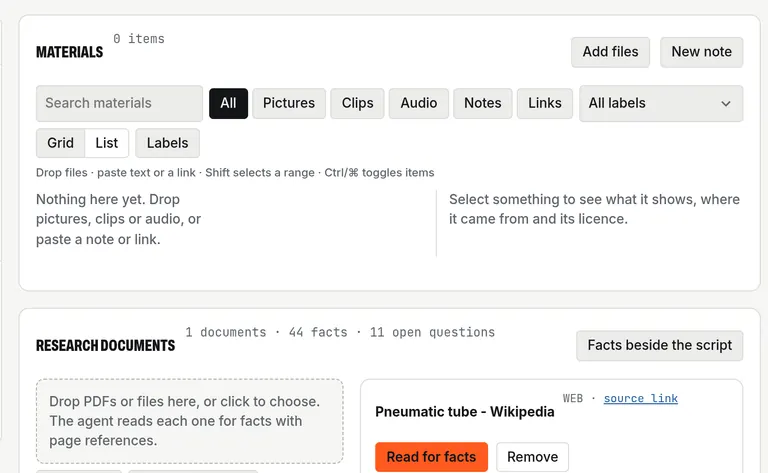 MATERIALS
0 items
Add files
New note
Search materials
All
Pictures
Clips
Audio
Notes
Links
All labels
Grid
List
Labels
Drop files · paste text or a link · Shift selects a range · Ctrl/⌘ toggles items
Nothing here yet. Drop
pictures, clips or audio, or
paste a note or link.
Select something to see what it shows, where
it came from and its licence.
RESEARCH DOCUMENTS
1 documents · 44 facts · 11 open questions
Facts beside the script
Drop PDFs or files here, or click to choose.
The agent reads each one for facts with
page references.
Pneumatic tube - Wikipedia
WEB · source link
Read for facts
Remove